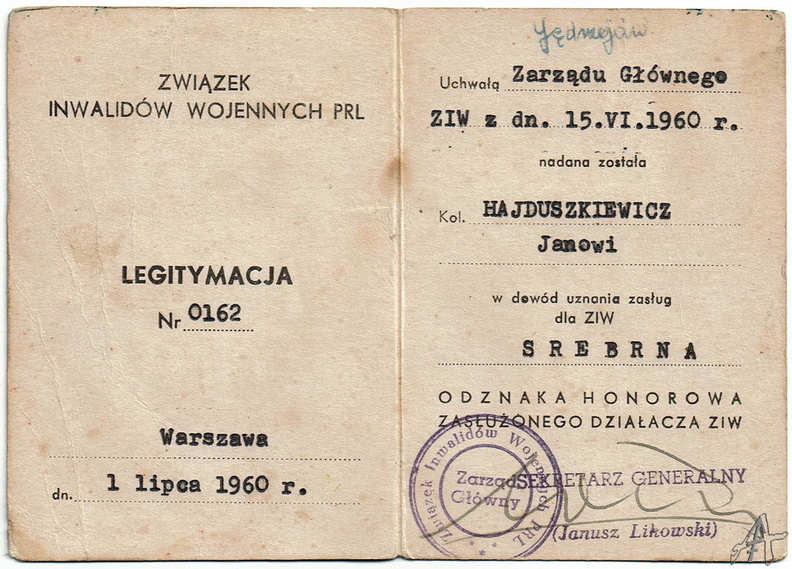 ZWIĄZEK
INWALIDÓW WOJENNYCH PRL
LEGITYMACJA
Nr 0162
Warszawa
dn. 1 lipca 1960 r.
Jędrzejów
Uchwałą Zarządu Głównego
ZIW z dn. 15.VI.1960 r.
nadana została
Kol. HAJDUSZKIEWICZ
Janowi
w dowód uznania zasług
dla ZIW
SREBRNA
ODZNAKA HONOROWA
ZASŁUŻONEGO DZIAŁACZA ZIW
Związek Inwalidów Wojennych PRL
Zarząd
Główny
SEKRETARZ GENERALNY
(Janusz Likowski)